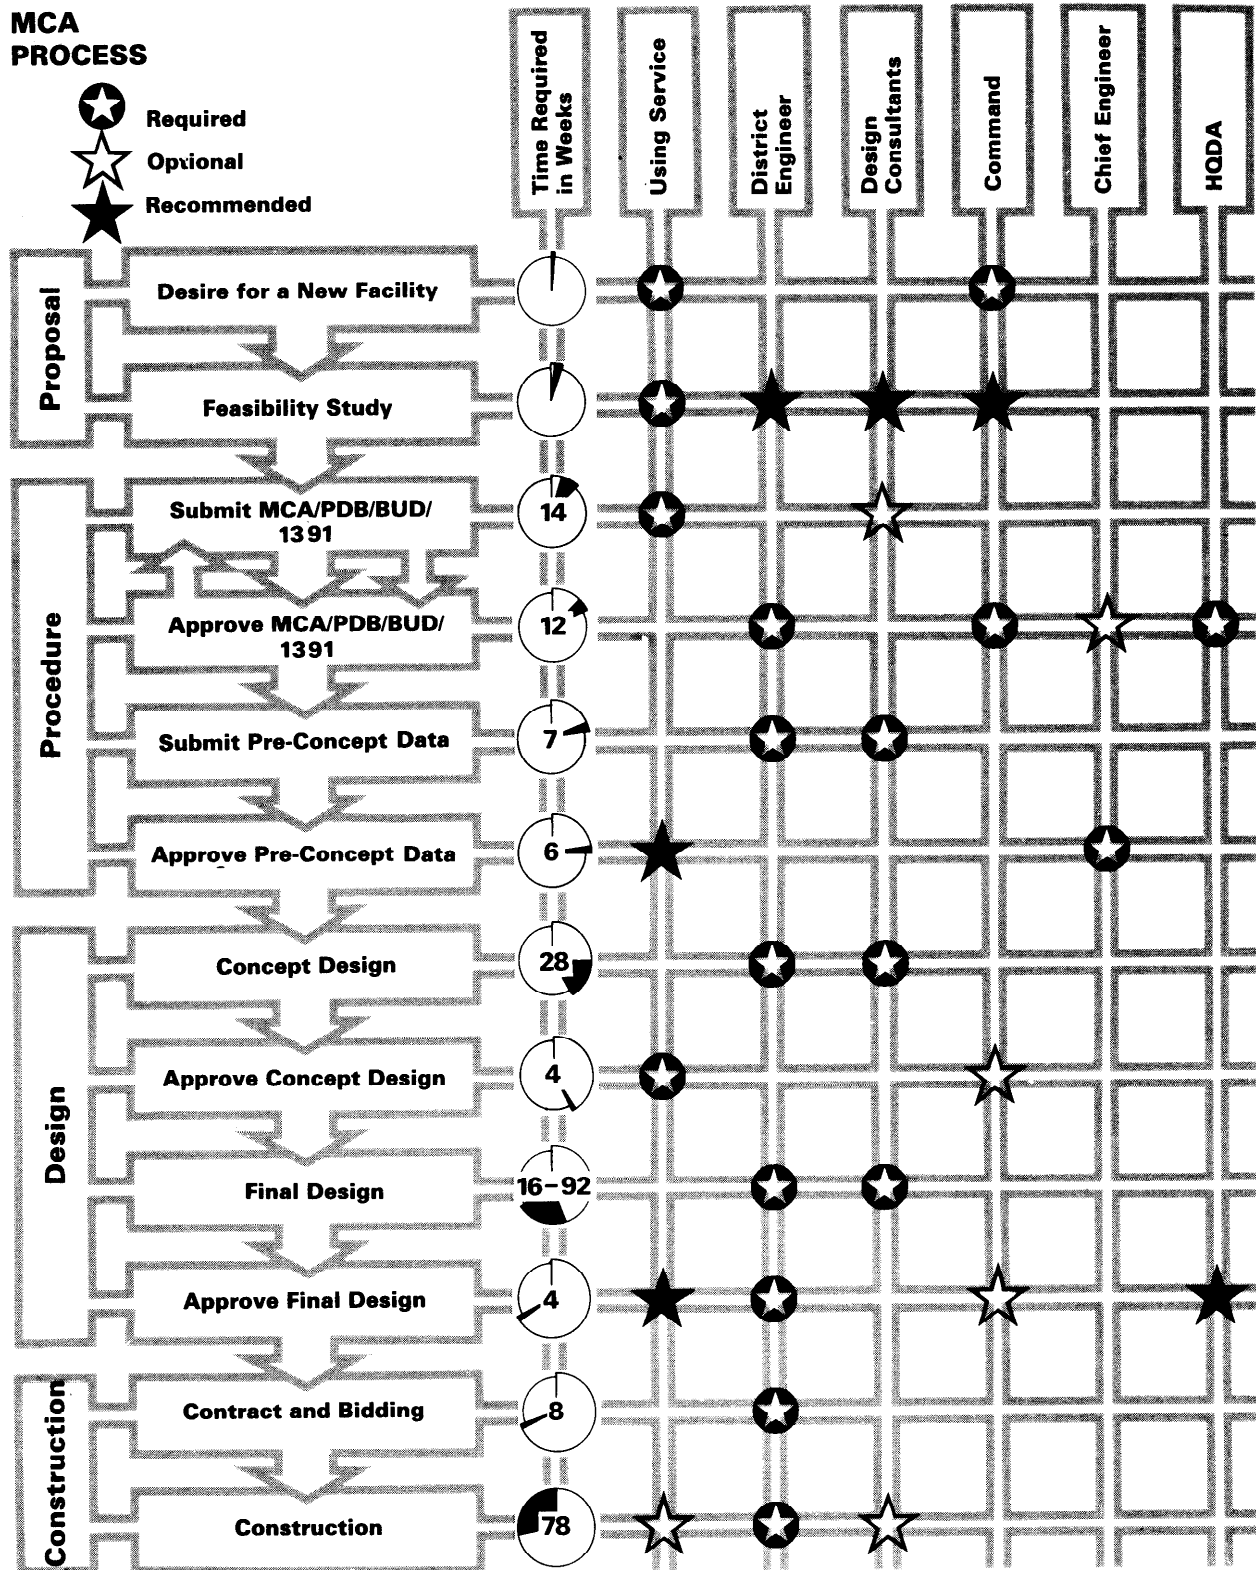 MCA
PROCESS
Required
Optional
Recommended
Time Required
in Weeks
Using Service
District
Engineer
Design
Consultants
Command
Chief Engineer
HQDA
Proposal
Desire for a New Facility
Feasibility Study
Procedure
Submit MCA/PDB/BUD/
1391
14
Approve MCA/PDB/BUD/
1391
12
Submit Pre-Concept Data
7
Approve Pre-Concept Data
6
Design
Concept Design
28
Approve Concept Design
4
Final Design
16-92
Approve Final Design
4
Construction
Contract and Bidding
8
Construction
78